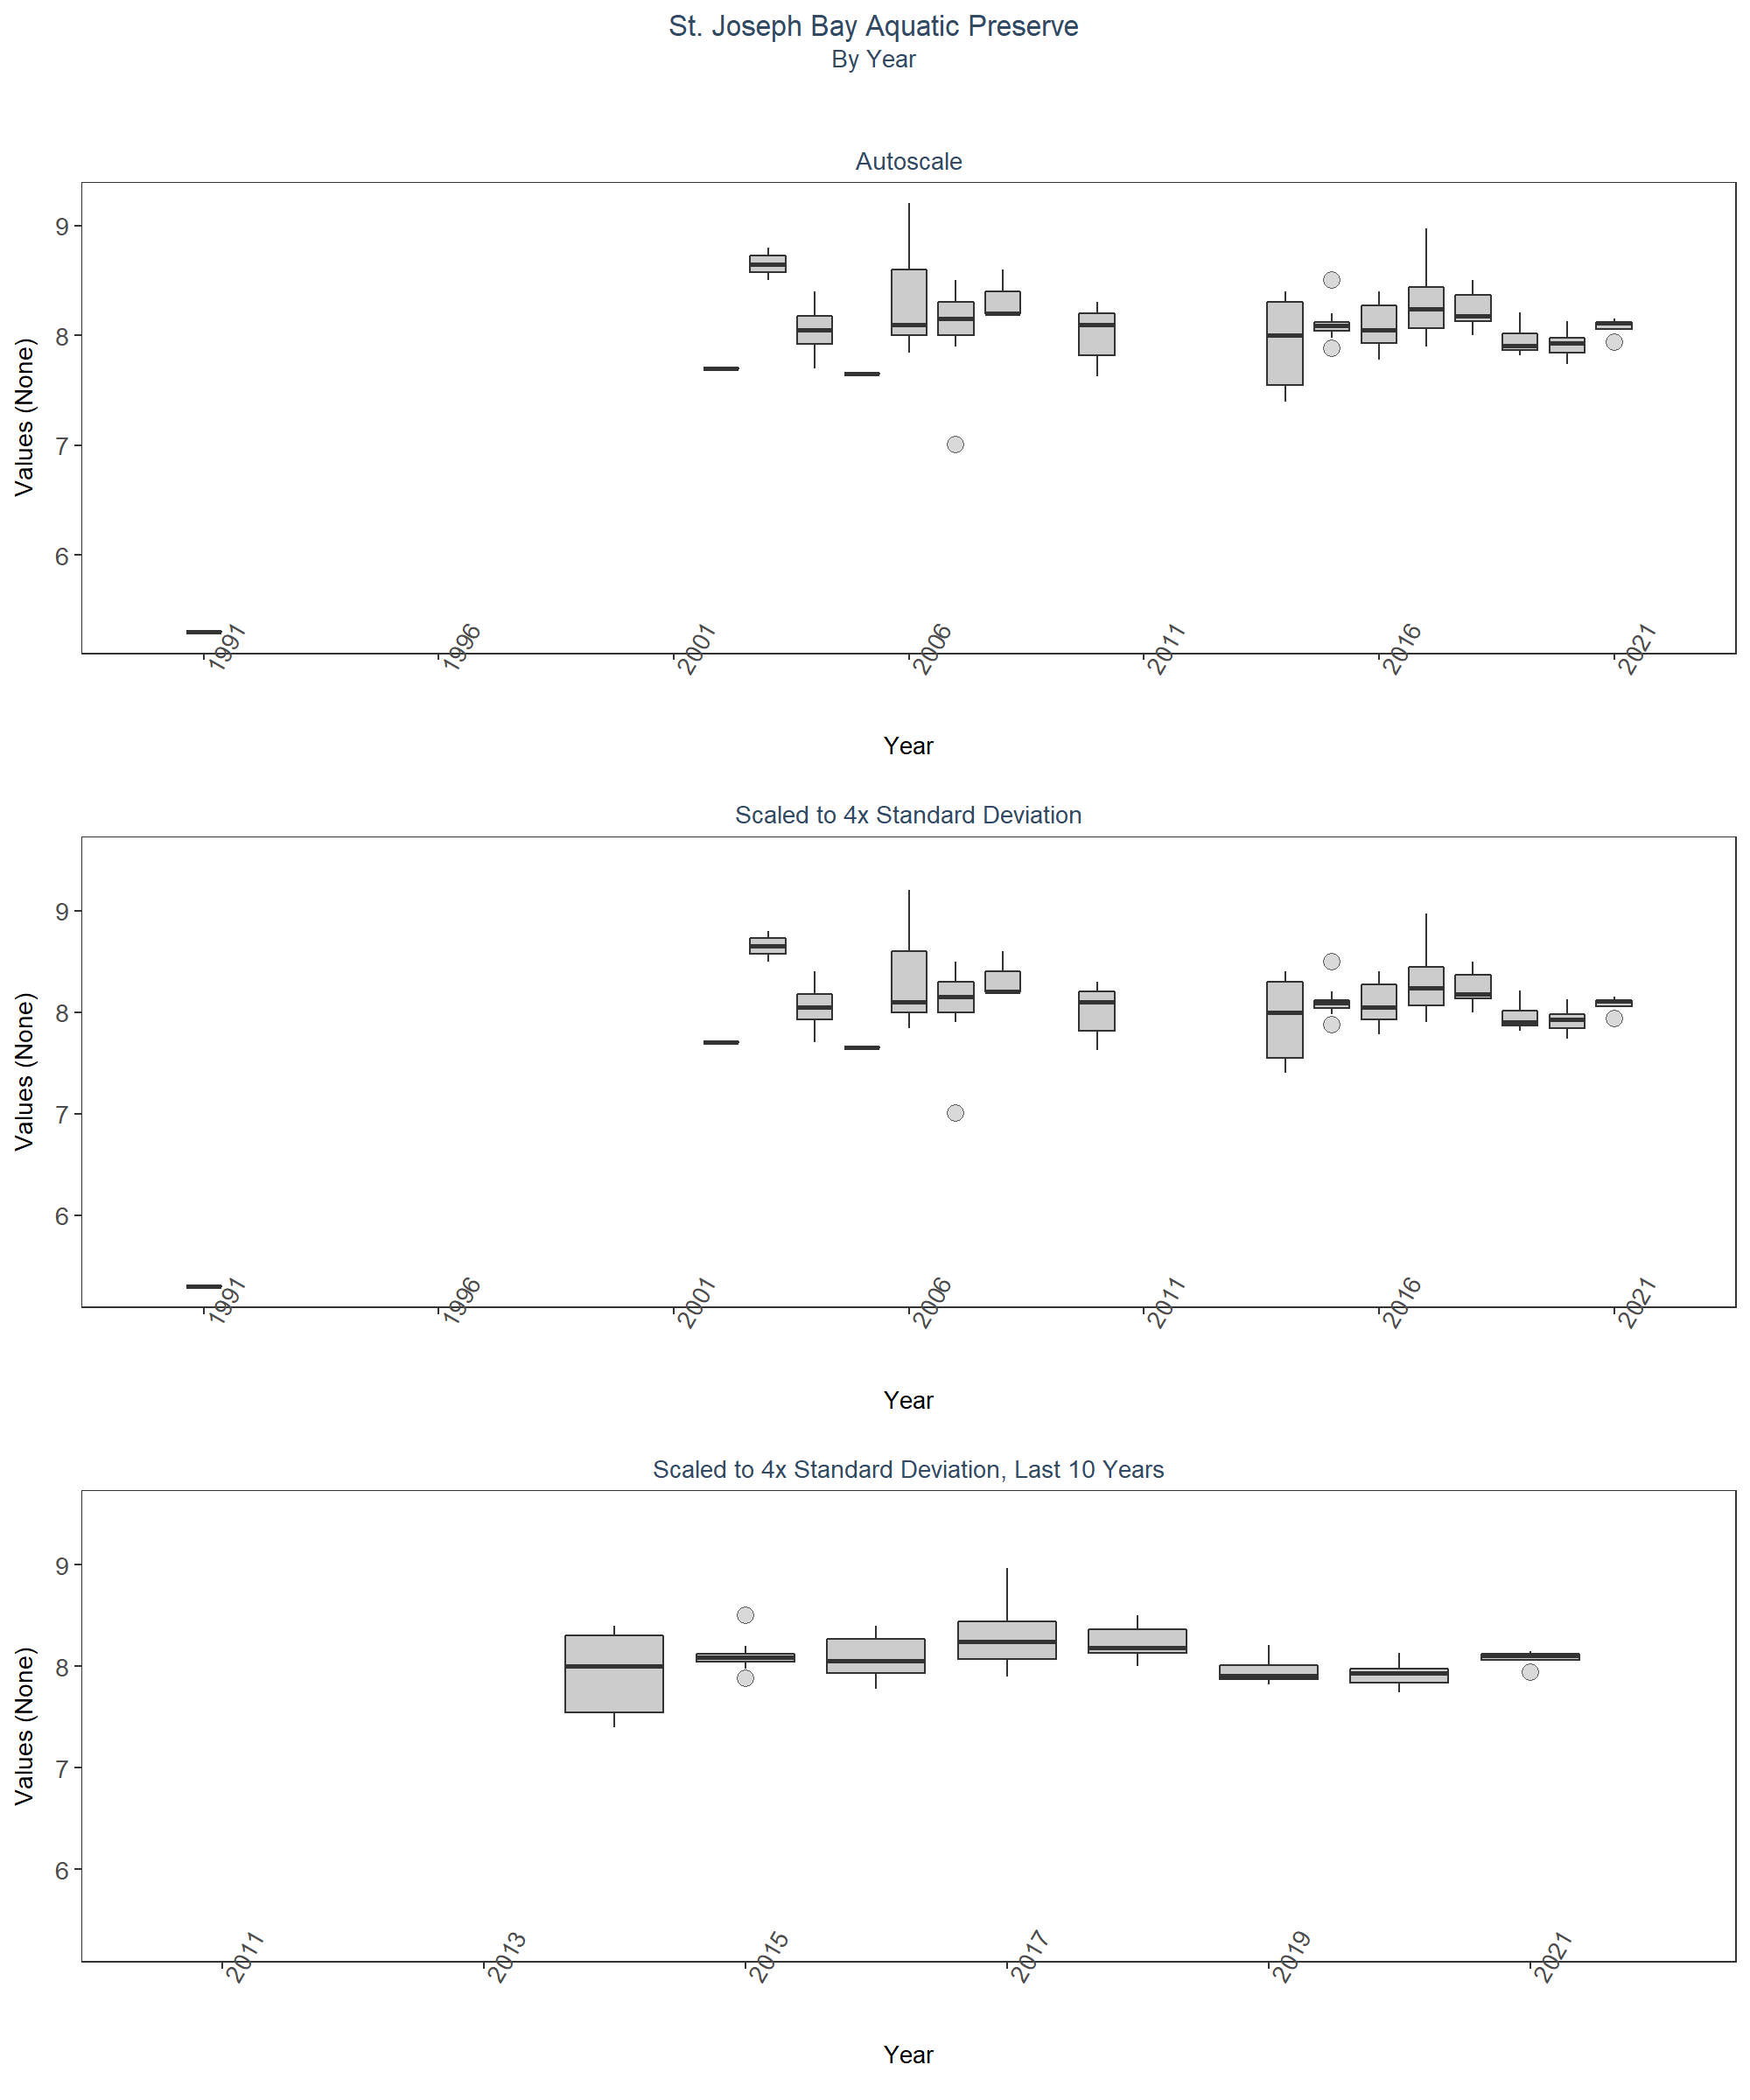 St. Joseph Bay Aquatic Preserve
By Year
Autoscale
Values (None)
9
8
7
6
1991 1996 2001 2006 2011 2016 2021
Year
Scaled to 4x Standard Deviation
Values (None)
9
8
7
6
1991 1996 2001 2006 2011 2016 2021
Year
Scaled to 4x Standard Deviation, Last 10 Years
Values (None)
9
8
7
6
2011 2013 2015 2017 2019 2021
Year